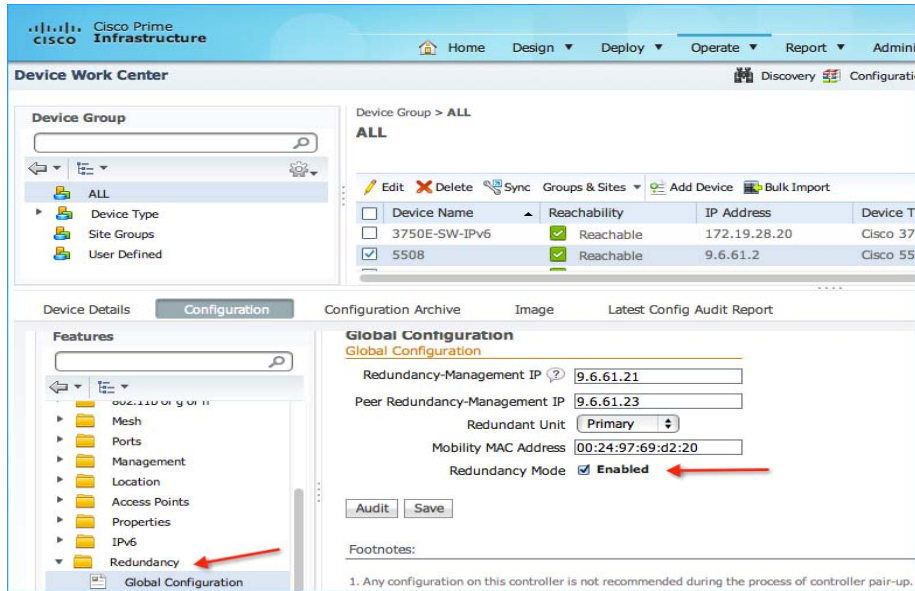 Cisco Prime
cisco Infrastructure
Home Design Deploy Operate Report Admini
Device Work Center
Discovery Configurati
Device Group
ALL
Device Type
Site Groups
User Defined
Device Group > ALL
ALL
Edit Delete Sync Groups & Sites Add Device Bulk Import
Device Name Reachability IP Address Device T
3750E-SW-IPv6 Reachable 172.19.28.20 Cisco 37
5508 Reachable 9.6.61.2 Cisco 55
Device Details Configuration Configuration Archive Image Latest Config Audit Report
Features
802.11b or g or n
Mesh
Ports
Management
Location
Access Points
Properties
IPv6
Redundancy
Global Configuration
Global Configuration
Global Configuration
Redundancy-Management IP ? 9.6.61.21
Peer Redundancy-Management IP 9.6.61.23
Redundant Unit Primary
Mobility MAC Address 00:24:97:69:d2:20
Redundancy Mode Enabled
Audit Save
Footnotes:
1. Any configuration on this controller is not recommended during the process of controller pair-up.